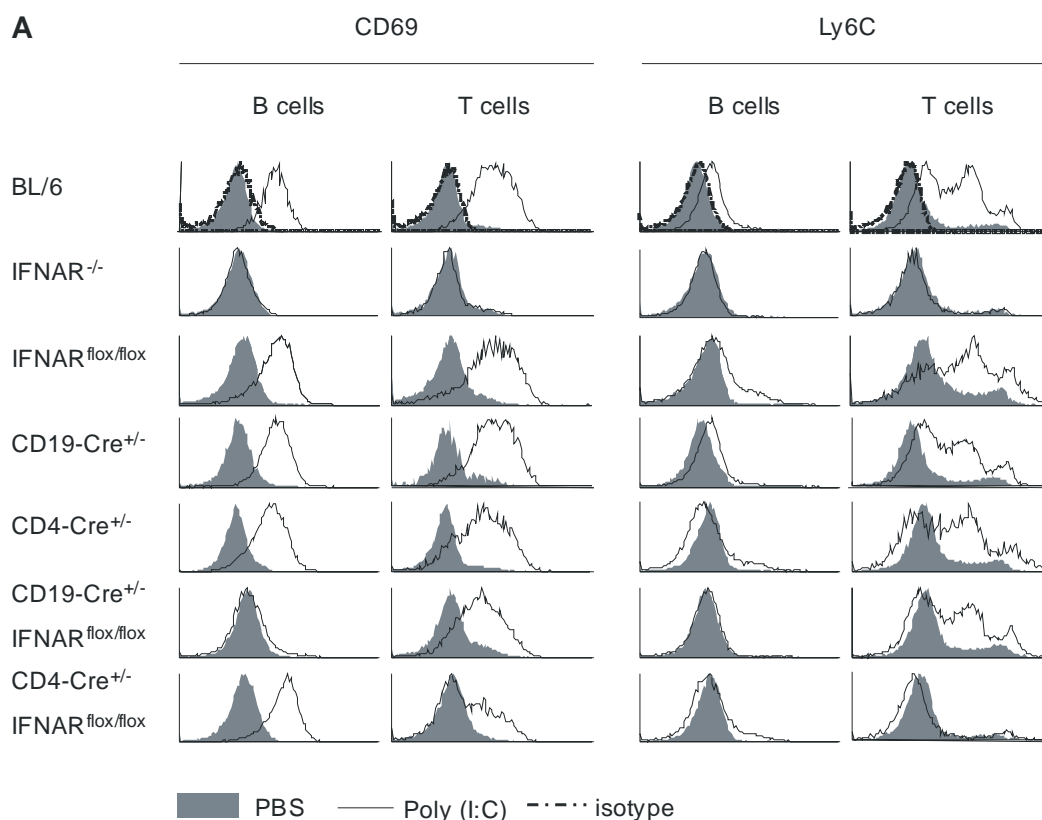 A
CD69 Ly6C
B cells T cells B cells T cells
BL/6
IFNAR-/-
IFNARflox/flox
CD19-Cre+/-
CD4-Cre+/-
CD19-Cre+/-
IFNARflox/flox
CD4-Cre+/-
IFNARflox/flox
PBS Poly (I:C) isotype